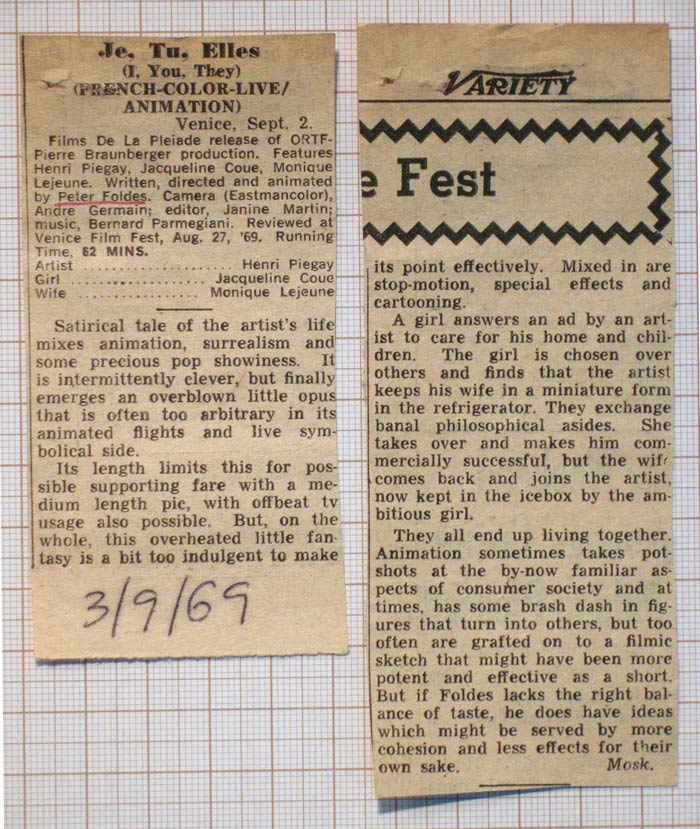 Je, Tu, Elles
(I, You, They)
(FRENCH-COLOR-LIVE/
ANIMATION)
Venice, Sept. 2.
Films De La Pleiade release of ORTF-
Pierre Braunberger production. Features
Henri Piegay, Jacqueline Coue, Monique
Lejeune. Written, directed and animated
by Peter Foldes. Camera (Eastmancolor),
Andre Germain; editor, Janine Martin;
music, Bernard Parmegiani. Reviewed at
Venice Film Fest, Aug. 27, '69. Running
Time, 62 MINS.
Artist ..................... Henri Piegay
Girl .................. Jacqueline Coue
Wife .................. Monique Lejeune
Satirical tale of the artist's life
mixes animation, surrealism and
some precious pop showiness. It
is intermittently clever, but finally
emerges an overblown little opus
that is often too arbitrary in its
animated flights and live sym-
bolical side.
Its length limits this for pos-
sible supporting fare with a me-
dium length pic, with offbeat tv
usage also possible. But, on the
whole, this overheated little fan-
tasy is a bit too indulgent to make
3/9/69
VARIETY
e Fest
its point effectively. Mixed in are
stop-motion, special effects and
cartooning.
A girl answers an ad by an art-
ist to care for his home and chil-
dren. The girl is chosen over
others and finds that the artist
keeps his wife in a miniature form
in the refrigerator. They exchange
banal philosophical asides. She
takes over and makes him com-
mercially successful, but the wife
comes back and joins the artist,
now kept in the icebox by the am-
bitious girl.
They all end up living together.
Animation sometimes takes pot-
shots at the by-now familiar as-
pects of consumer society and at
times, has some brash dash in fig-
ures that turn into others, but too
often are grafted on to a filmic
sketch that might have been more
potent and effective as a short.
But if Foldes lacks the right bal-
ance of taste, he does have ideas
which might be served by more
cohesion and less effects for their
own sake. Mosk.